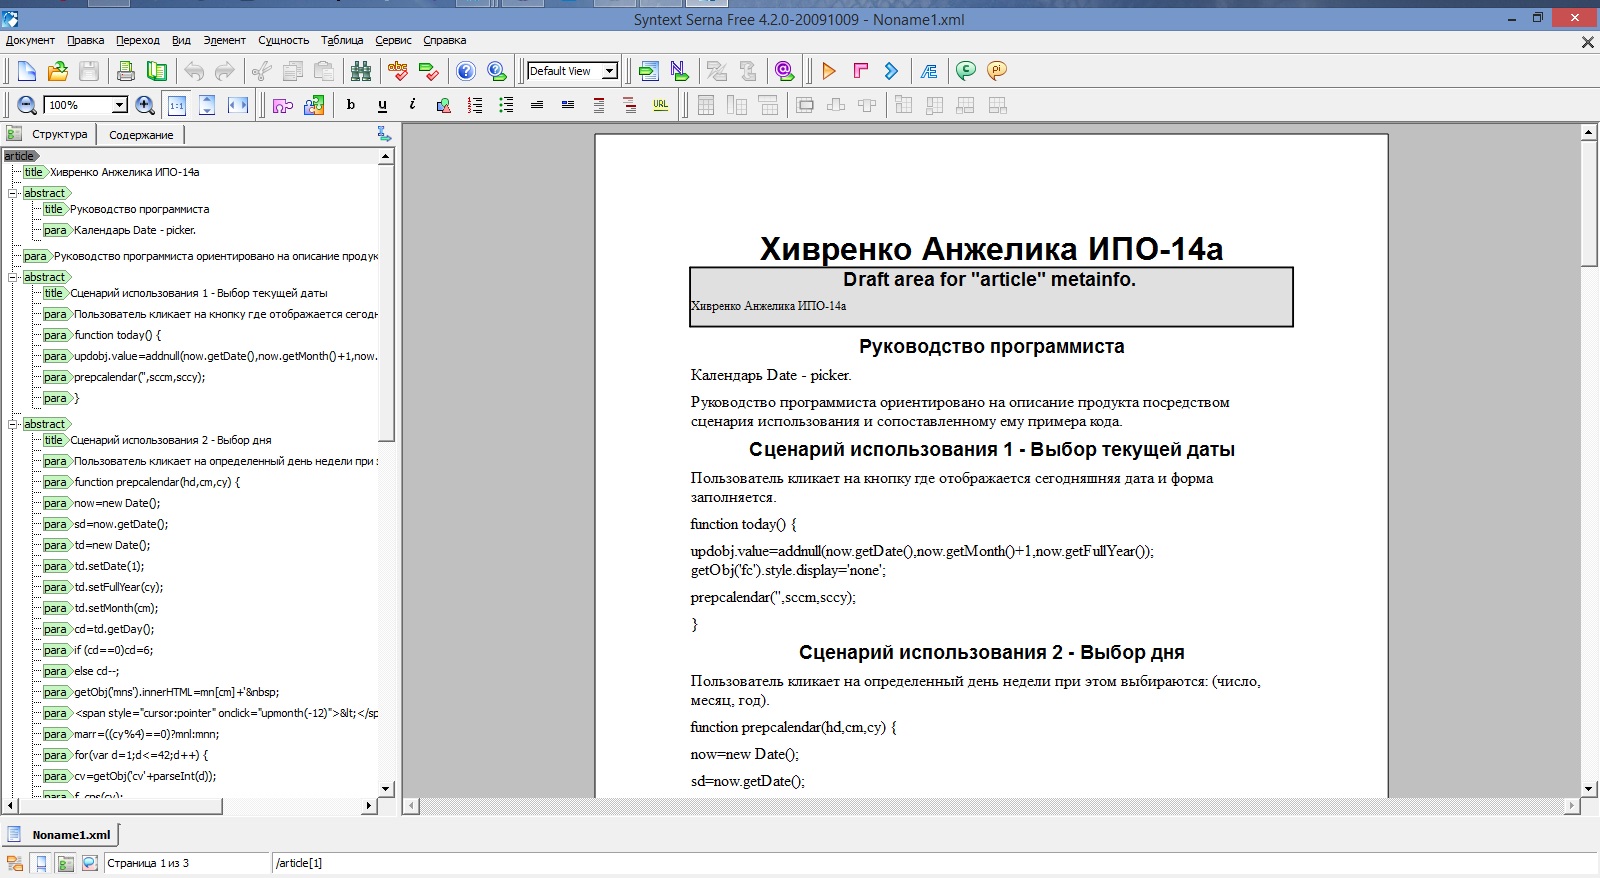 Syntext Serna Free 4.2.0-20091009 - Noname1.xml
Документ Правка Переход Вид Элемент Сущность Таблица Сервис Справка
abc Default View N @ Æ C pi
100% 1:1 b u i URL
Структура Содержание
article
title Хивренко Анжелика ИПО-14а
abstract
title Руководство программиста
para Календарь Date - picker.
para Руководство программиста ориентировано на описание продук
abstract
title Сценарий использования 1 - Выбор текущей даты
para Пользователь кликает на кнопку где отображается сегодн
para function today() {
para updobj.value=addnull(now.getDate(),now.getMonth()+1,now.
para prepcalendar('',sccm,sccy);
para }
abstract
title Сценарий использования 2 - Выбор дня
para Пользователь кликает на определенный день недели при э
para function prepcalendar(hd,cm,cy) {
para now=new Date();
para sd=now.getDate();
para td=new Date();
para td.setDate(1);
para td.setFullYear(cy);
para td.setMonth(cm);
para cd=td.getDay();
para if (cd==0)cd=6;
para else cd--;
para getObj('mns').innerHTML=mn[cm]+'&nbsp;
para <span style="cursor:pointer" onclick="upmonth(-12)">&lt;</sp
para marr=((cy%4)==0)?mnl:mnn;
para for(var d=1;d<=42;d++) {
para cv=getObj('cv'+parseInt(d));
para f_cps(cv);
Хивренко Анжелика ИПО-14а
Draft area for "article" metainfo.
Хивренко Анжелика ИПО-14а
Руководство программиста
Календарь Date - picker.
Руководство программиста ориентировано на описание продукта посредством
сценария использования и сопоставленному ему примера кода.
Сценарий использования 1 - Выбор текущей даты
Пользователь кликает на кнопку где отображается сегодняшняя дата и форма
заполняется.
function today() {
updobj.value=addnull(now.getDate(),now.getMonth()+1,now.getFullYear());
getObj('fc').style.display='none';
prepcalendar('',sccm,sccy);
}
Сценарий использования 2 - Выбор дня
Пользователь кликает на определенный день недели при этом выбираются: (число,
месяц, год).
function prepcalendar(hd,cm,cy) {
now=new Date();
sd=now.getDate();
Noname1.xml
Страница 1 из 3 /article[1]